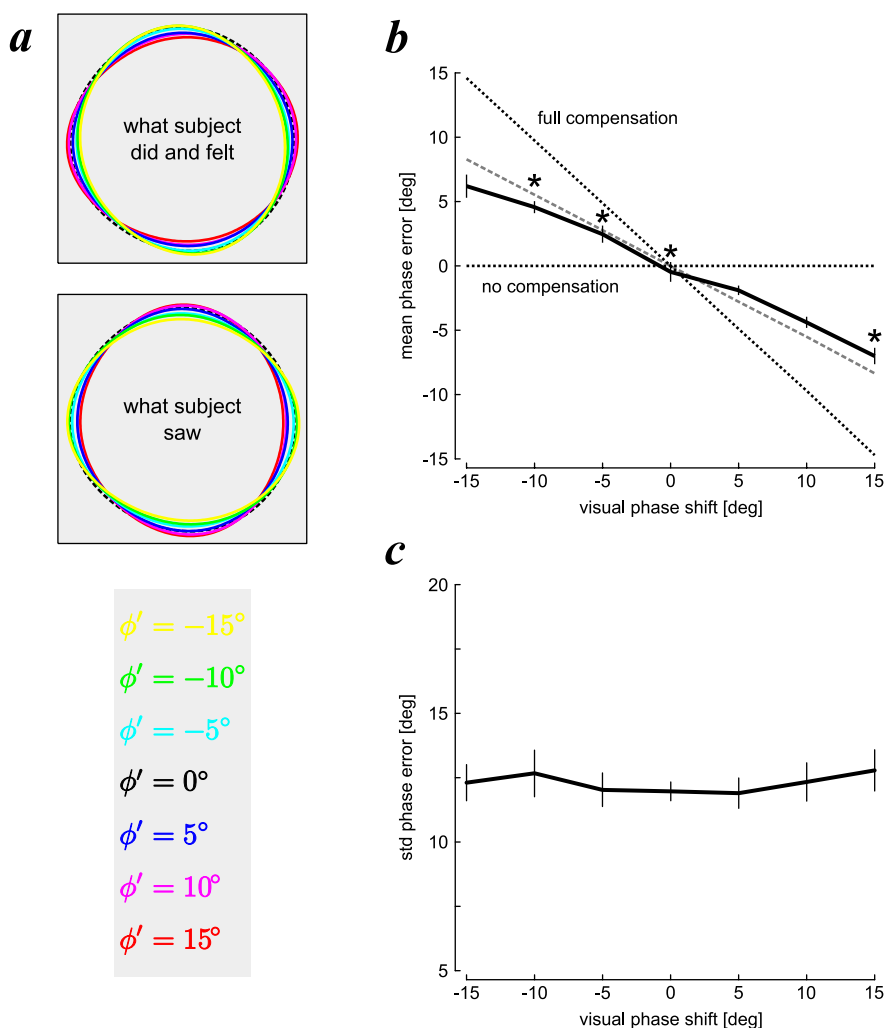 a
what subject
did and felt
what subject
saw
ϕ′ = −15°
ϕ′ = −10°
ϕ′ = −5°
ϕ′ = 0°
ϕ′ = 5°
ϕ′ = 10°
ϕ′ = 15°
b
15
10
5
0
-5
-10
-15
mean phase error [deg]
full compensation
no compensation
*
*
*
*
-15 -10 -5 0 5 10 15
visual phase shift [deg]
c
20
15
10
5
std phase error [deg]
-15 -10 -5 0 5 10 15
visual phase shift [deg]